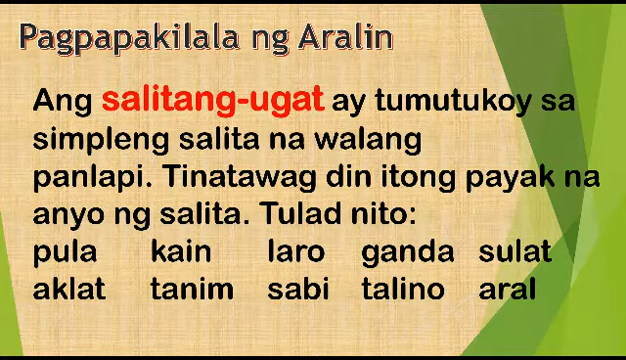 Pagpapakilala ng Aralin
Ang salitang-ugat ay tumutukoy sa
simpleng salita na walang
panlapi. Tinatawag din itong payak na
anyo ng salita. Tulad nito:
pula kain laro ganda sulat
aklat tanim sabi talino aral